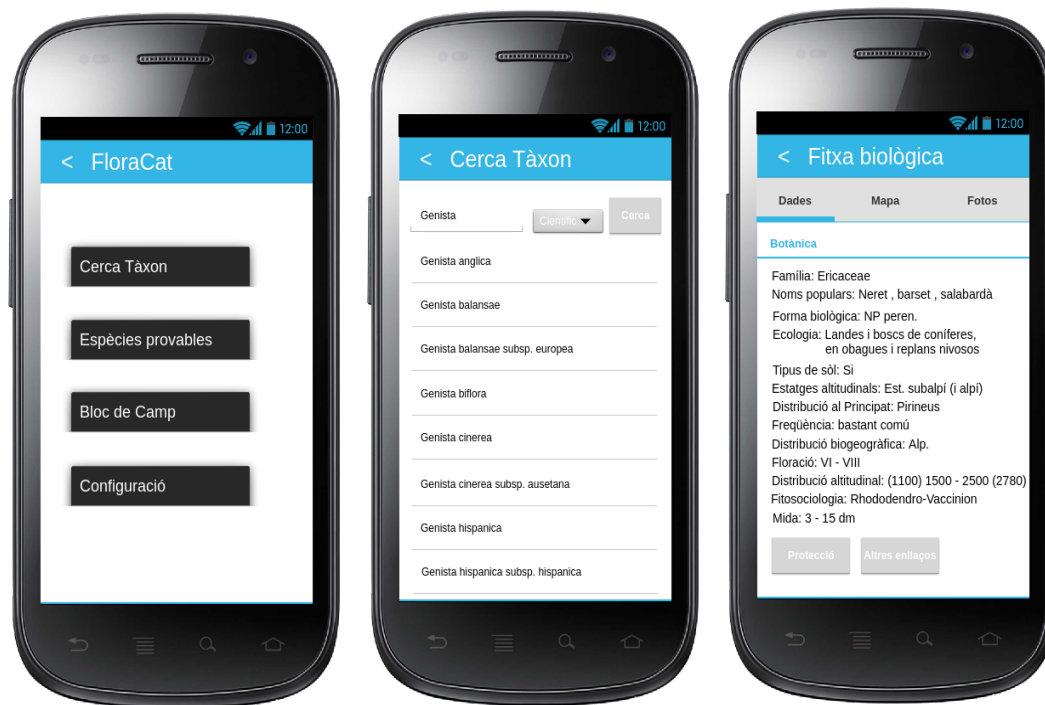 12:00
< FloraCat
Cerca Tàxon
Espècies provables
Bloc de Camp
Configuració
12:00
< Cerca Tàxon
Genista Científic Cerca
Genista anglica
Genista balansae
Genista balansae subsp. europea
Genista biflora
Genista cinerea
Genista cinerea subsp. ausetana
Genista hispanica
Genista hispanica subsp. hispanica
12:00
< Fitxa biològica
Dades Mapa Fotos
Botànica
Família: Ericaceae
Noms populars: Neret , barset , salabardà
Forma biològica: NP peren.
Ecologia: Landes i boscs de coníferes,
en obagues i replans nivosos
Tipus de sòl: Si
Estatges altitudinals: Est. subalpí (i alpí)
Distribució al Principat: Pirineus
Freqüència: bastant comú
Distribució biogeogràfica: Alp.
Floració: VI - VIII
Distribució altitudinal: (1100) 1500 - 2500 (2780)
Fitosociologia: Rhododendro-Vaccinion
Mida: 3 - 15 dm
Protecció Altres enllaços